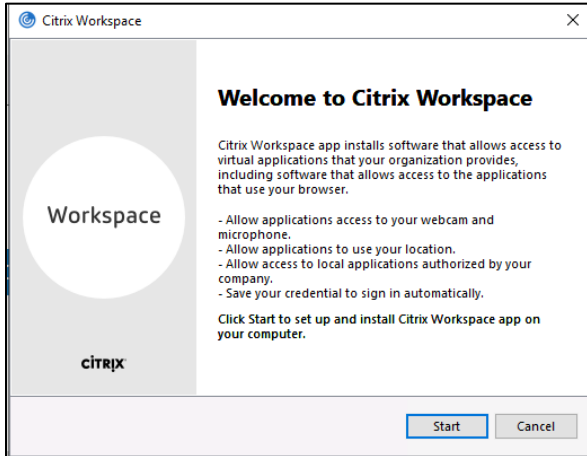 Citrix Workspace
Welcome to Citrix Workspace
Citrix Workspace app installs software that allows access to
virtual applications that your organization provides,
including software that allows access to the applications
that use your browser.
- Allow applications access to your webcam and
microphone.
- Allow applications to use your location.
- Allow access to local applications authorized by your
company.
- Save your credential to sign in automatically.
Click Start to set up and install Citrix Workspace app on
your computer.
Workspace
CITRIX
Start
Cancel